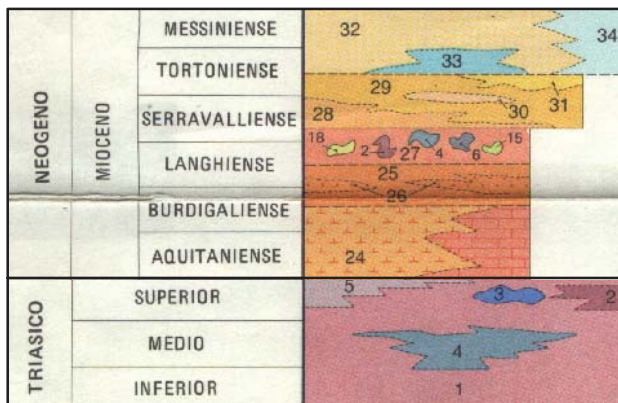 NEOGENO
MIOCENO
MESSINIENSE
TORTONIENSE
SERRAVALLIENSE
LANGHIENSE
BURDIGALIENSE
AQUITANIENSE
32
34
33
29
31
30
28
18
2
27
4
6
15
25
26
24
TRIASICO
SUPERIOR
MEDIO
INFERIOR
5
3
2
4
1